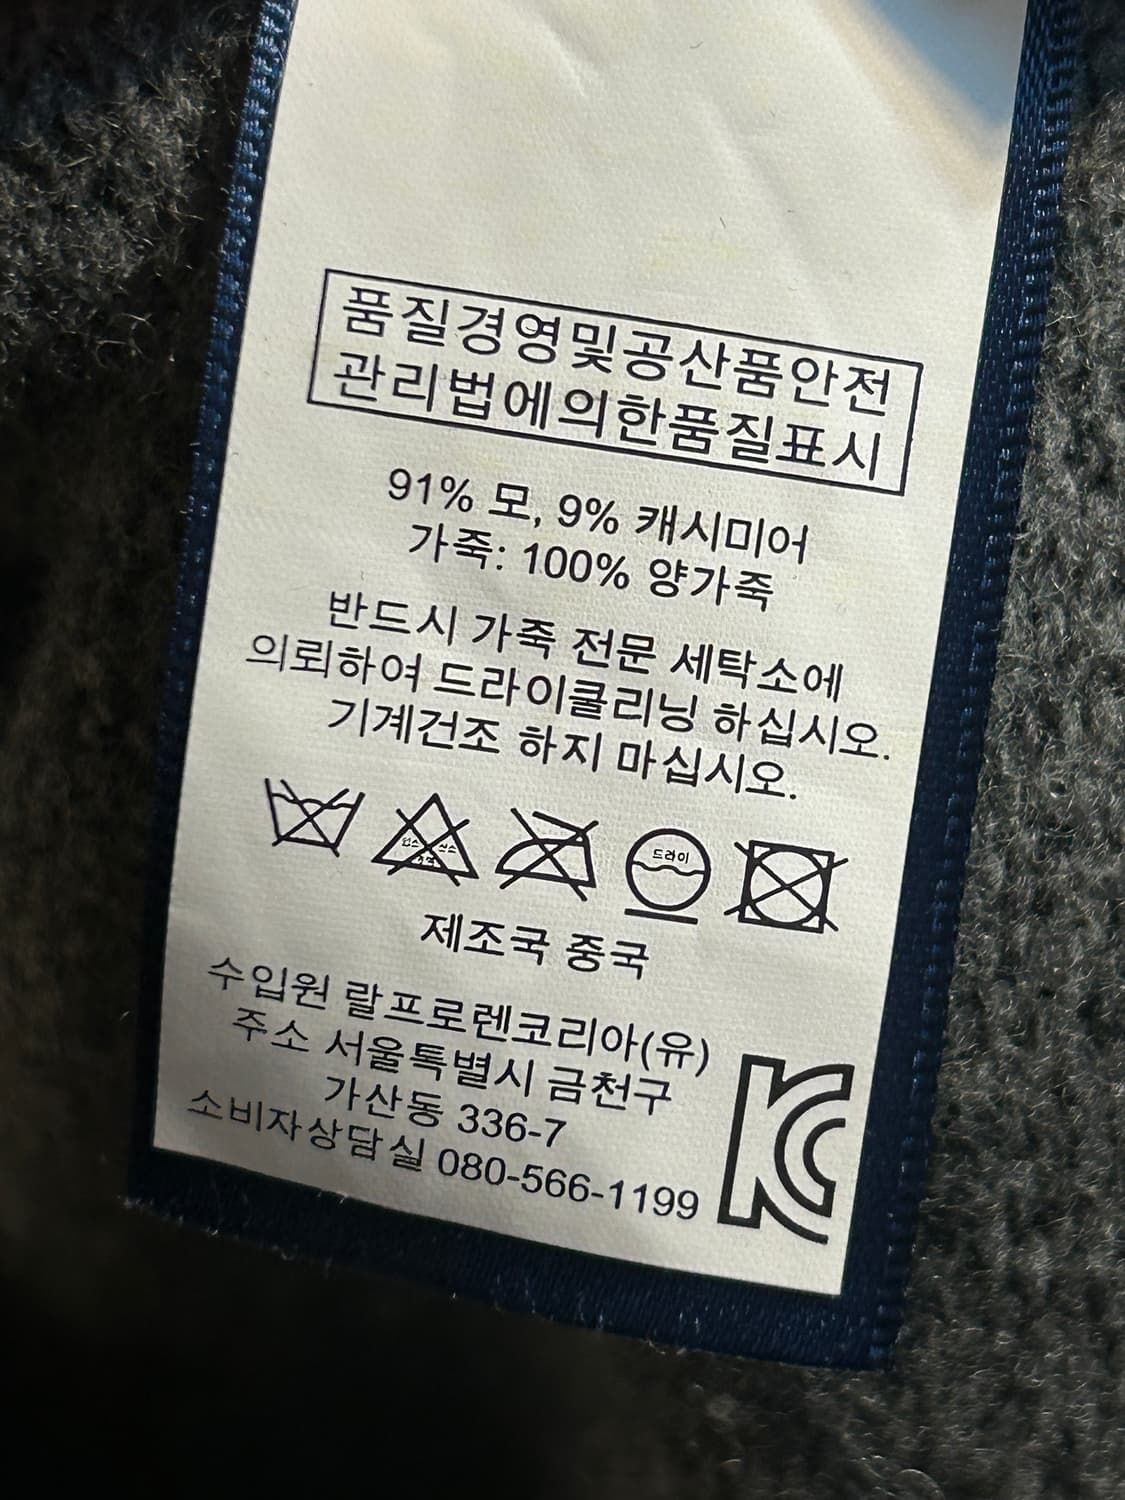 품질경영및공산품안전
관리법에의한품질표시
91% 모, 9% 캐시미어
가죽: 100% 양가죽
반드시 가죽 전문 세탁소에
의뢰하여 드라이클리닝 하십시오.
기계건조 하지 마십시오.
드라이
제조국 중국
수입원 랄프로렌코리아(유)
주소 서울특별시 금천구
가산동 336-7
소비자상담실 080-566-1199
KC